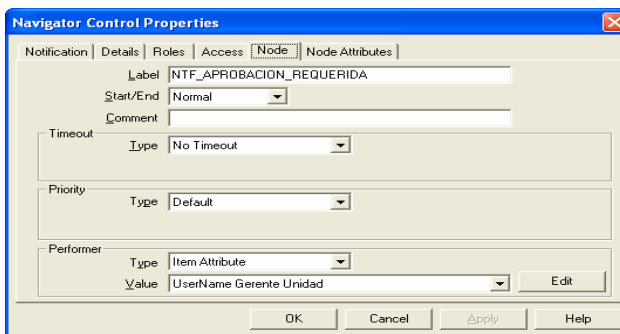 Navigator Control Properties
Notification Details Roles Access Node Node Attributes
Label NTF_APROBACION_REQUERIDA
Start/End Normal
Comment
Timeout
Type No Timeout
Priority
Type Default
Performer
Type Item Attribute
Value UserName Gerente Unidad Edit
OK Cancel Apply Help